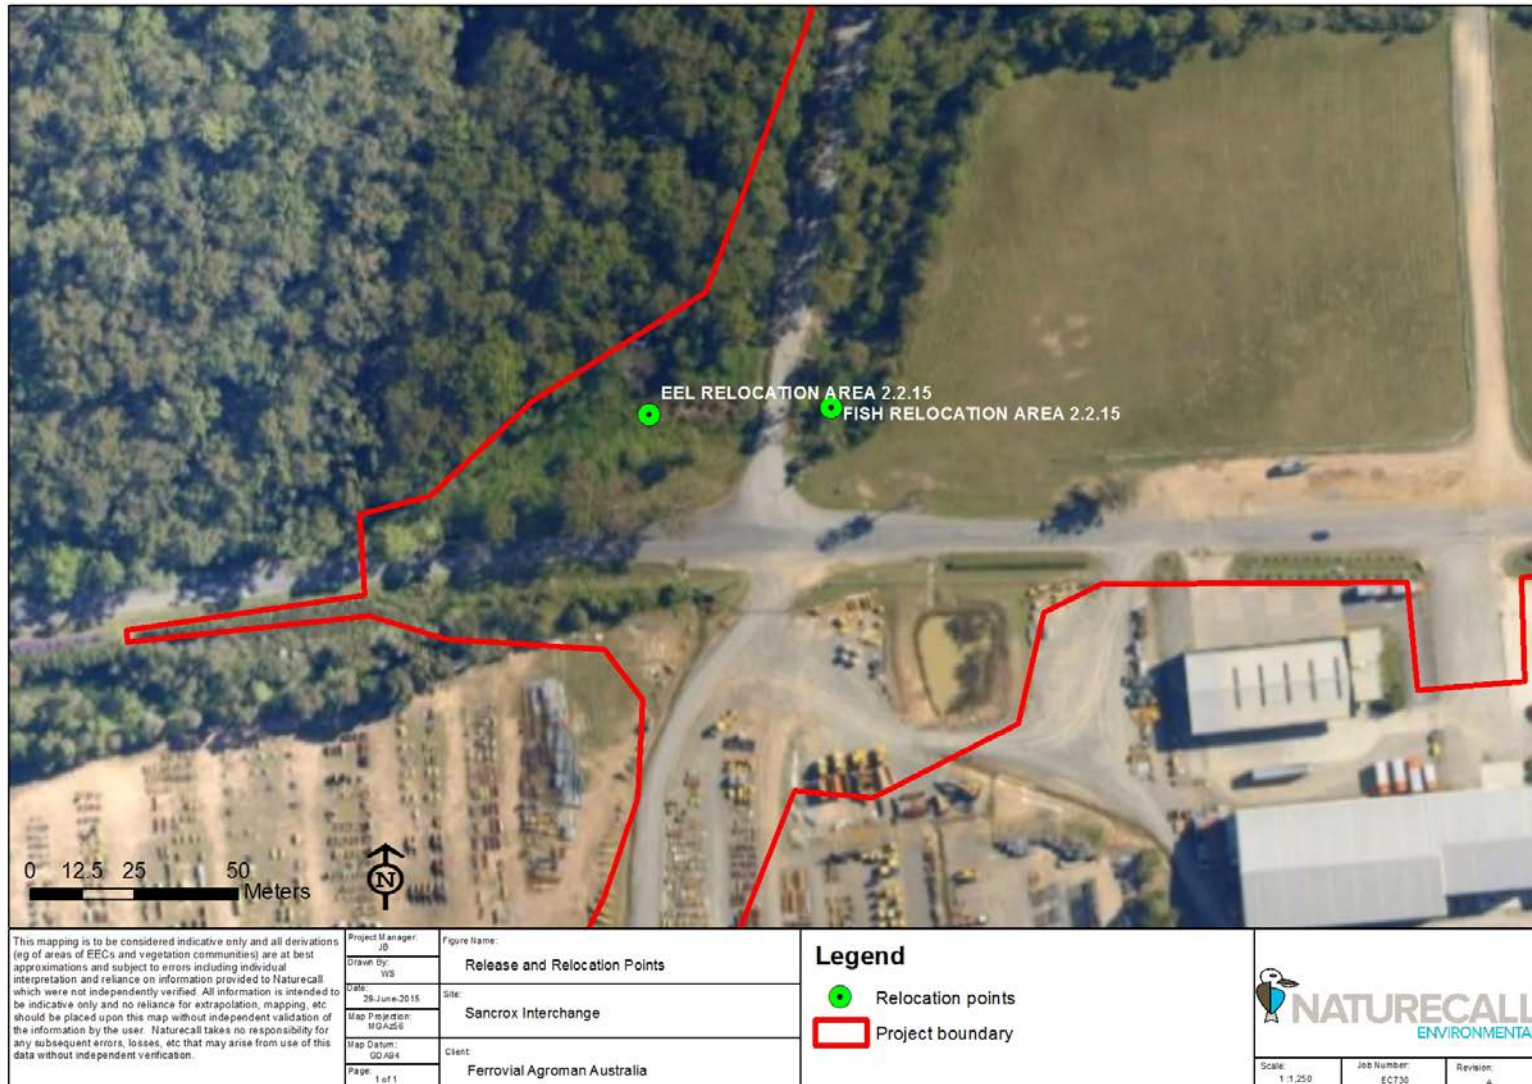 EEL RELOCATION AREA 2.2.15
FISH RELOCATION AREA 2.2.15
0 12.5 25 50
Meters
N
This mapping is to be considered indicative only and all derivations
(eg of areas of EECs and vegetation communities) are at best
approximations and subject to errors including individual
interpretation and reliance on information provided to Naturecall
which were not independently verified. All information is intended to
be indicative only and no reliance for extrapolation, mapping, etc
should be placed upon this map without independent validation of
the information by the user. Naturecall takes no responsibility for
any subsequent errors, losses, etc that may arise from use of this
data without independent verification.
Project Manager:
JB
Drawn By:
WS
Date:
29-June-2015
Map Projection:
MGAz56
Map Datum:
GDA94
Page:
1 of 1
Figure Name:
Release and Relocation Points
Site:
Sancrox Interchange
Client:
Ferrovial Agroman Australia
Legend
Relocation points
Project boundary
NATURECALL
ENVIRONMENTA
Scale:
1:1,250
Job Number:
EC730
Revision: